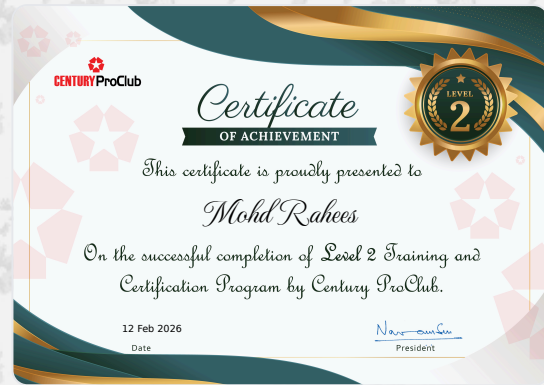 CENTURY ProClub
Certificate
OF ACHIEVEMENT
LEVEL
2
This certificate is proudly presented to
Mohd Rahees
On the successful completion of Level 2 Training and
Certification Program by Century ProClub.
12 Feb 2026
Date
President